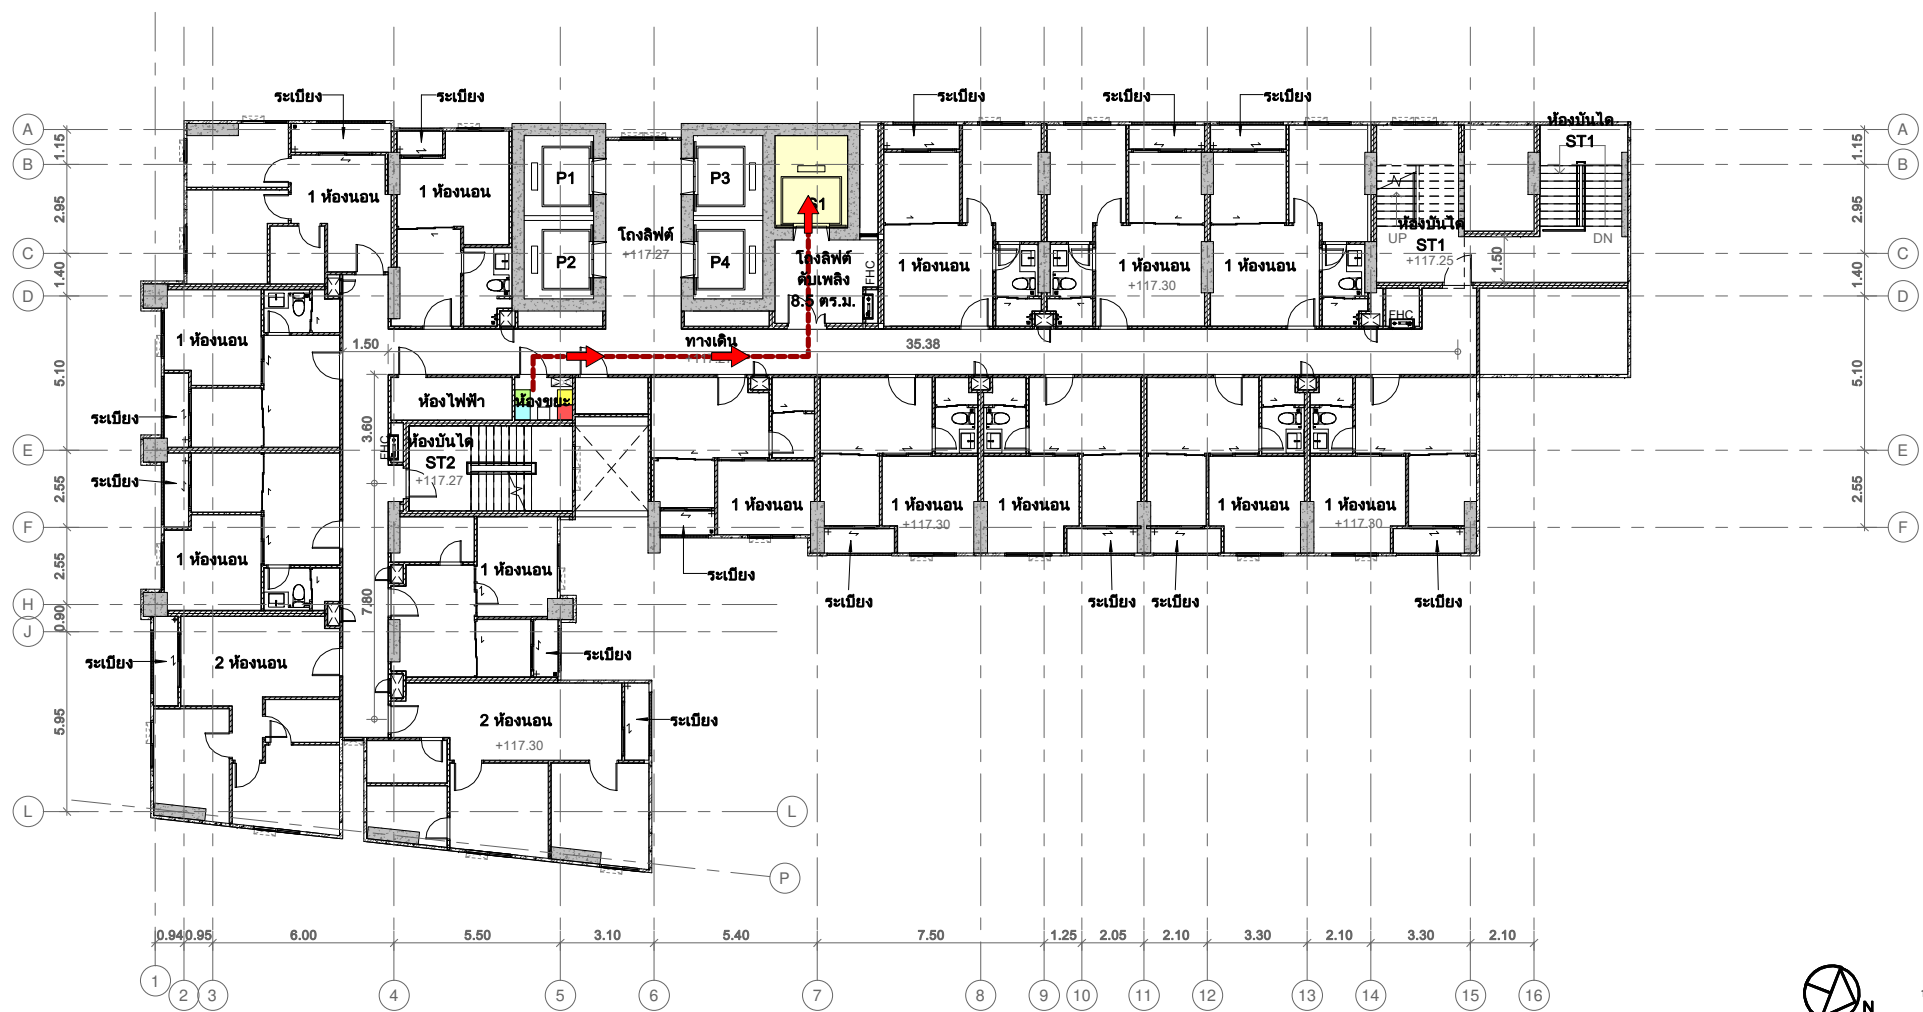 ระเบียง
ระเบียง
ระเบียง
ระเบียง
ระเบียง
ห้องบันได
ST1
A
A
1.15
1.15
B
B
P1
P3
S1
1 ห้องนอน
1 ห้องนอน
2.95
2.95
โถงลิฟต์
+117.27
ห้องบันได
ST1
+117.25
UP
DN
C
C
P2
P4
โถงลิฟต์
ดับเพลิง
8.5 ตร.ม.
FHC
1 ห้องนอน
1 ห้องนอน
+117.30
1 ห้องนอน
1.50
1.40
1.40
D
D
FHC
1 ห้องนอน
1.50
ทางเดิน
35.38
5.10
5.10
ห้องไฟฟ้า
ห้องขยะ
ระเบียง
3.60
FHC
ห้องบันได
ST2
+117.27
E
E
ระเบียง
2.55
2.55
1 ห้องนอน
1 ห้องนอน
+117.30
1 ห้องนอน
1 ห้องนอน
1 ห้องนอน
+117.30
F
F
1 ห้องนอน
1 ห้องนอน
2.55
ระเบียง
ระเบียง
ระเบียง
ระเบียง
ระเบียง
H
7.80
0.90
J
ระเบียง
2 ห้องนอน
ระเบียง
5.95
2 ห้องนอน
+117.30
ระเบียง
L
L
P
0.94
0.95
6.00
5.50
3.10
5.40
7.50
1.25
2.05
2.10
3.30
2.10
3.30
2.10
1
2
3
4
5
6
7
8
9
10
11
12
13
14
15
16
N